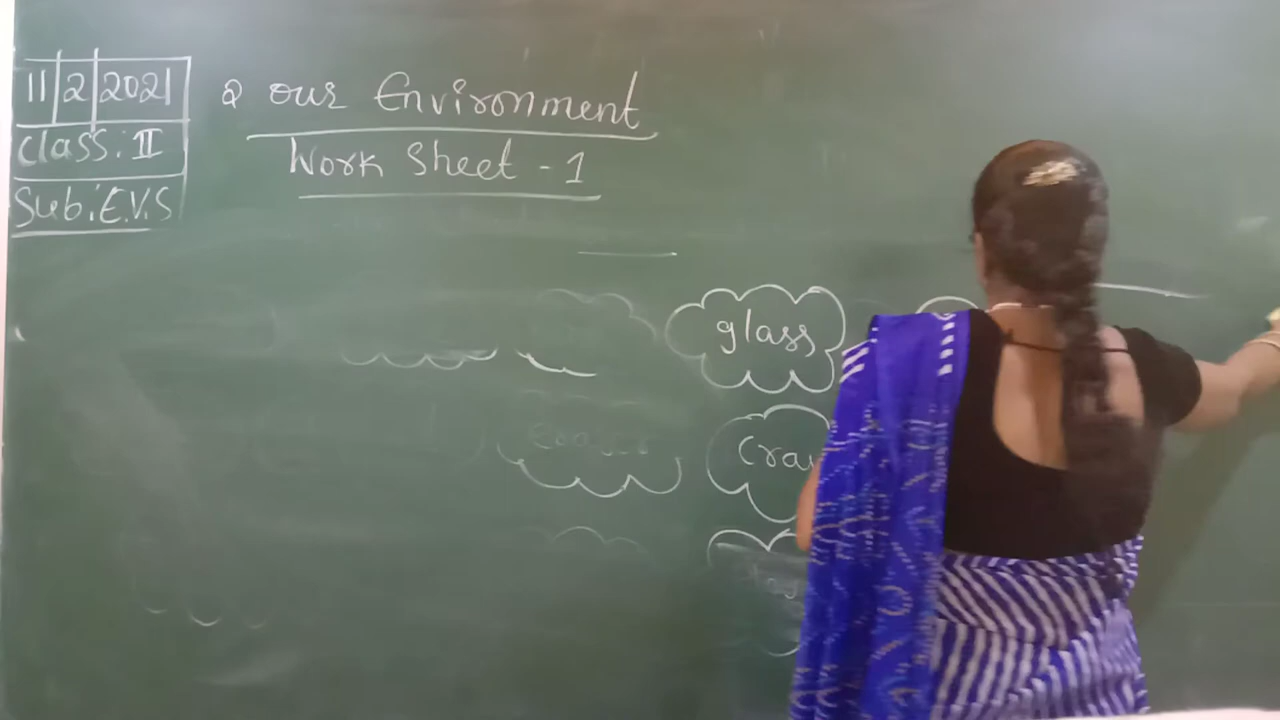 11 2 2021
Class: II
Sub: E.V.S
2 our Environment
Work Sheet - 1
glass